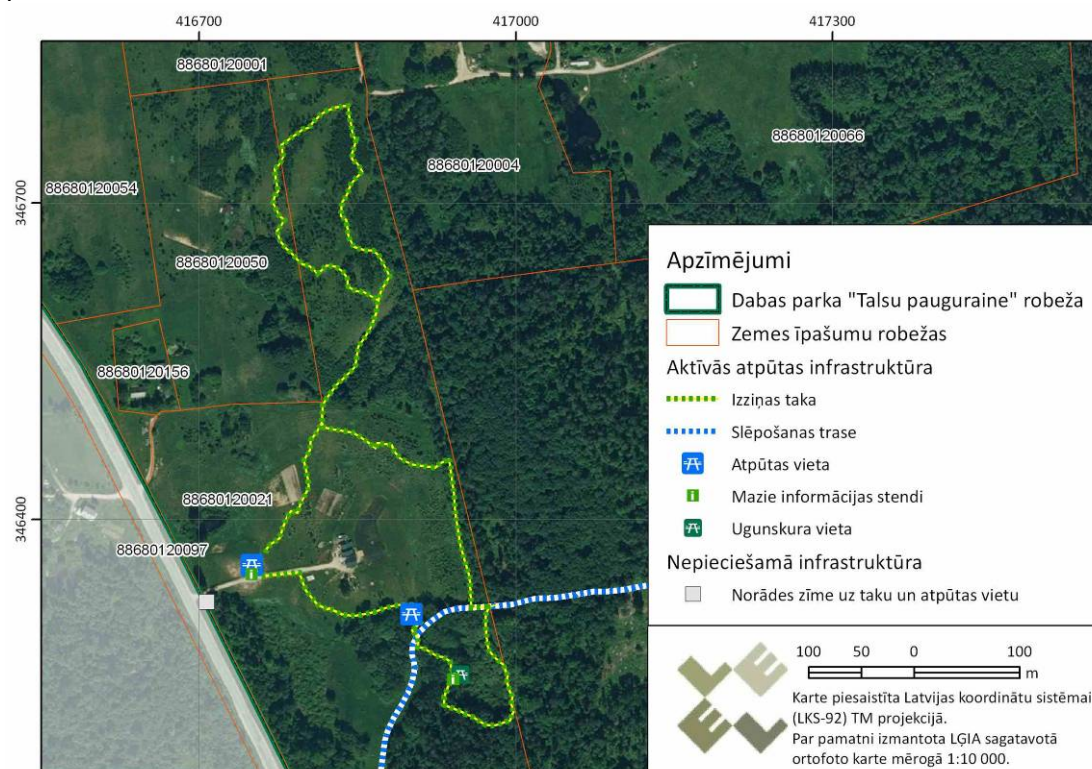 416700
417000
417300
88680120001
88680120066
88680120004
88680120054
346700
88680120050
88680120156
88680120021
346400
88680120097
Apzīmējumi
Dabas parka "Talsu pauguraine" robeža
Zemes īpašumu robežas
Aktīvās atpūtas infrastruktūra
Izziņas taka
Slēpošanas trase
Atpūtas vieta
i Mazie informācijas stendi
Ugunskura vieta
Nepieciešamā infrastruktūra
Norādes zīme uz taku un atpūtas vietu
100 50 0 100
m
Karte piesaistīta Latvijas koordinātu sistēmai
(LKS-92) TM projekcijā.
Par pamatni izmantota LĢIA sagatavotā
ortofoto karte mērogā 1:10 000.